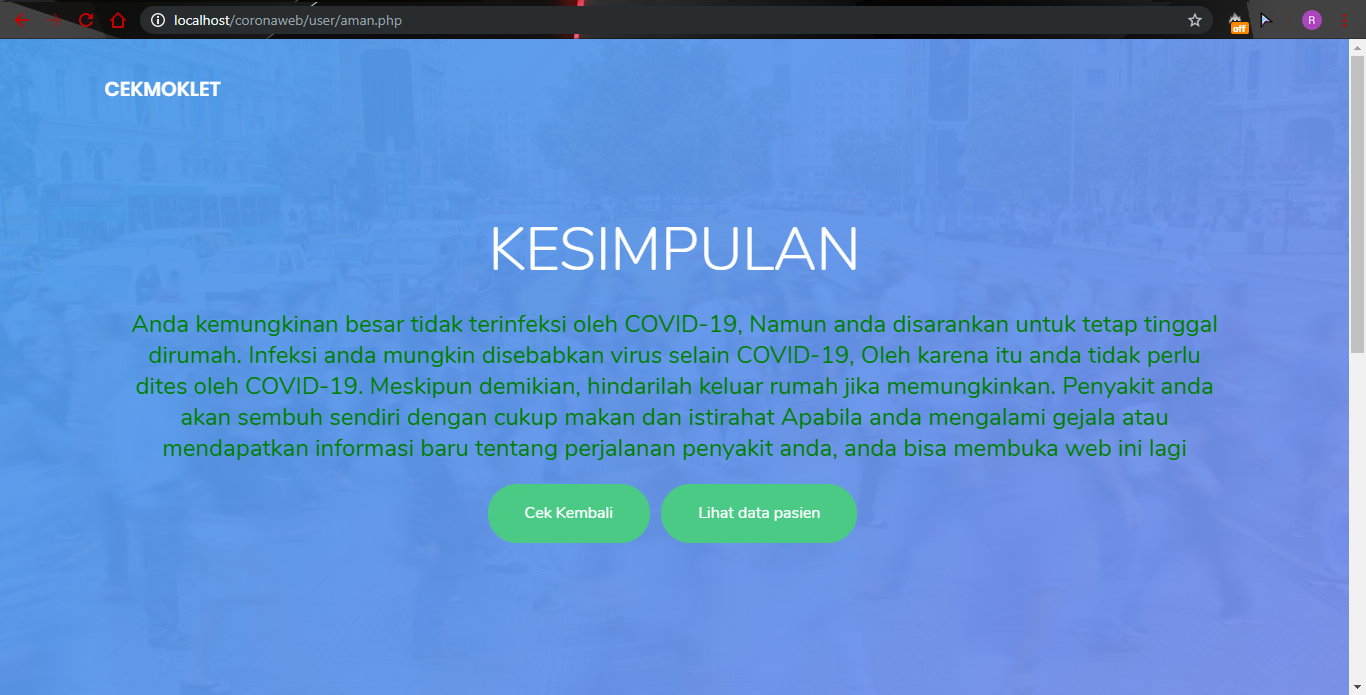 localhost/coronaweb/user/aman.php
off
R
CEKMOKLET
KESIMPULAN
Anda kemungkinan besar tidak terinfeksi oleh COVID-19, Namun anda disarankan untuk tetap tinggal
dirumah. Infeksi anda mungkin disebabkan virus selain COVID-19, Oleh karena itu anda tidak perlu
dites oleh COVID-19. Meskipun demikian, hindarilah keluar rumah jika memungkinkan. Penyakit anda
akan sembuh sendiri dengan cukup makan dan istirahat Apabila anda mengalami gejala atau
mendapatkan informasi baru tentang perjalanan penyakit anda, anda bisa membuka web ini lagi
Cek Kembali
Lihat data pasien